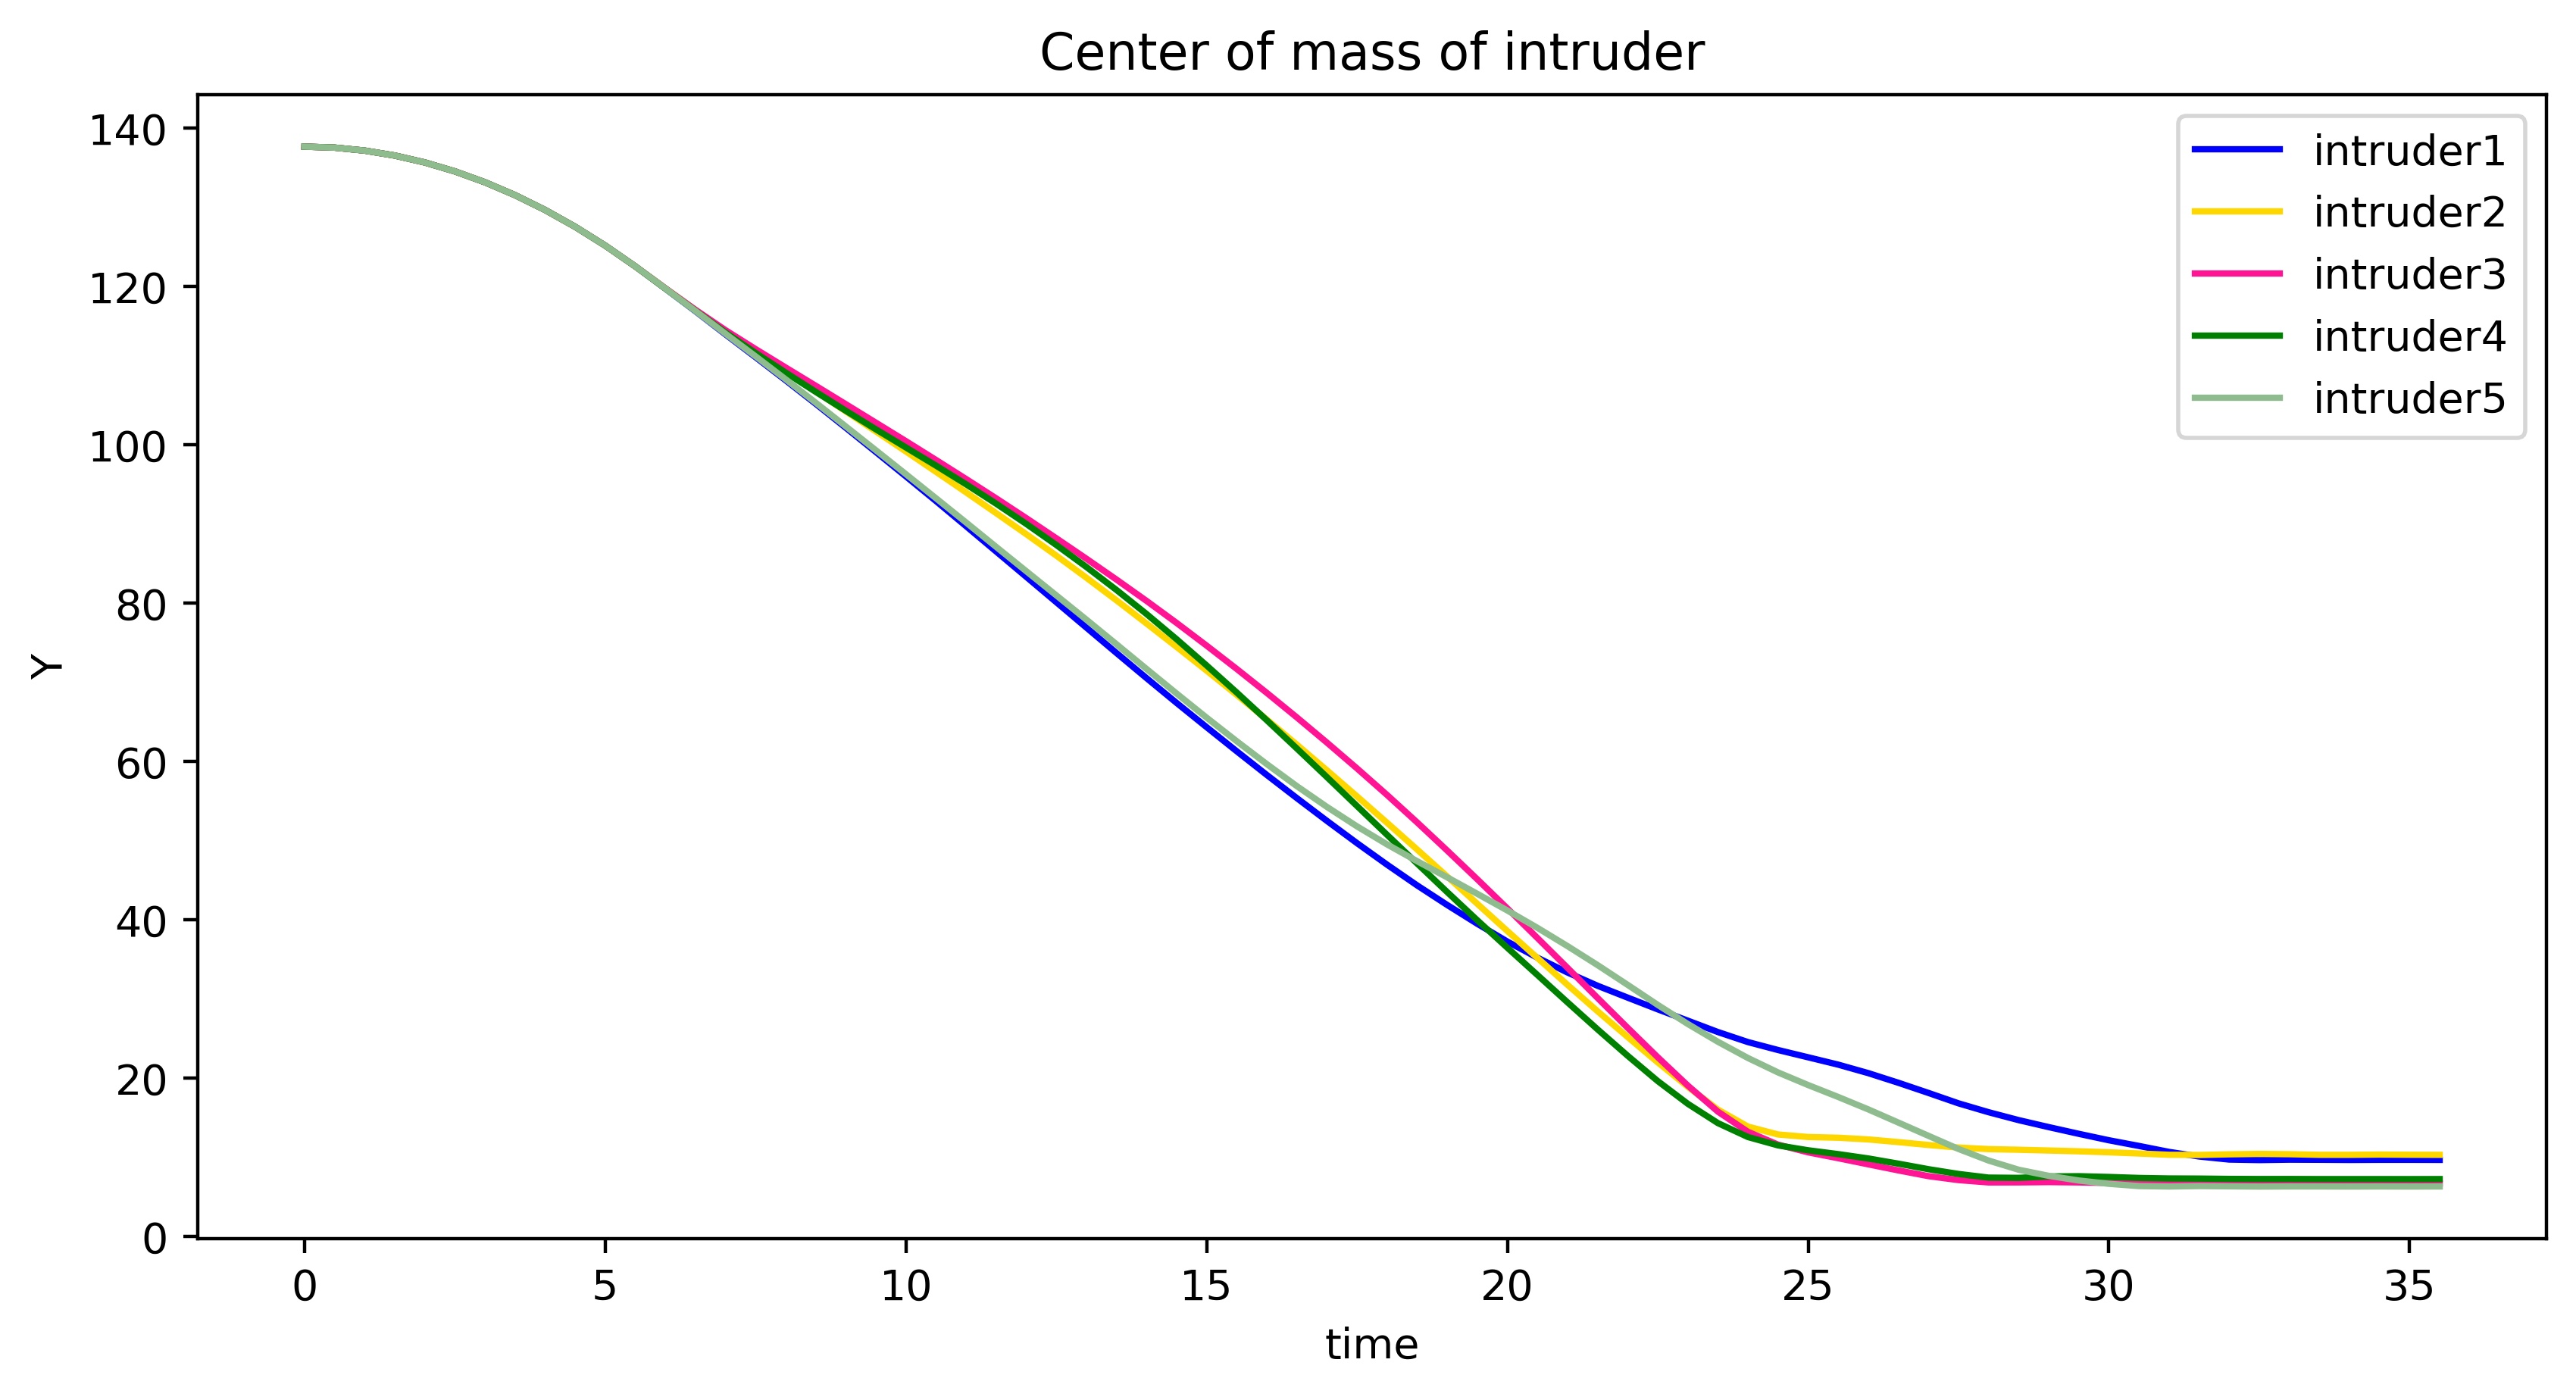 Center of mass of intruder
140
120
100
80
60
40
20
0
Y
intruder1
intruder2
intruder3
intruder4
intruder5
0 5 10 15 20 25 30 35
time